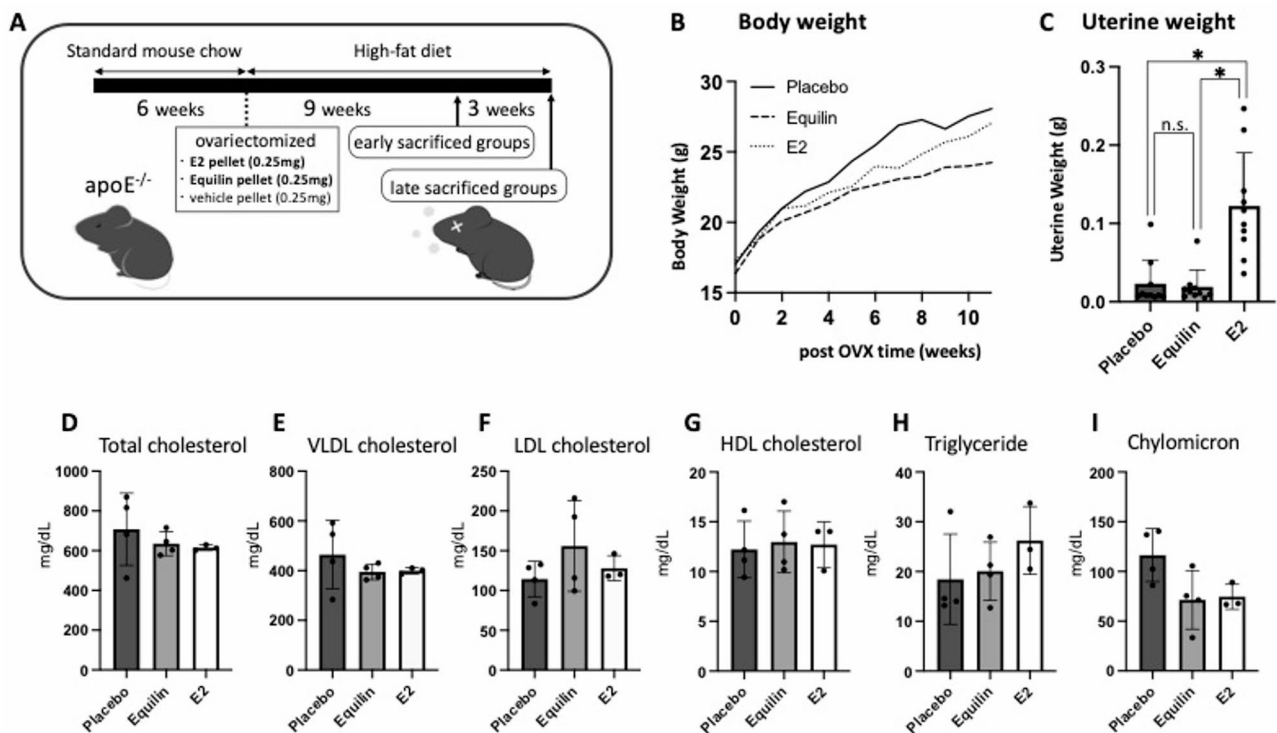 A
Standard mouse chow
High-fat diet
6 weeks
9 weeks
3 weeks
ovariectomized
· E2 pellet (0.25mg)
· Equilin pellet (0.25mg)
· vehicle pellet (0.25mg)
early sacrificed groups
late sacrificed groups
apoE-/-
B Body weight
Body Weight (g)
30
25
20
15
Placebo
Equilin
E2
0 2 4 6 8 10
post OVX time (weeks)
C Uterine weight
Uterine Weight (g)
0.3
0.2
0.1
0.0
*
*
n.s.
Placebo
Equilin
E2
D Total cholesterol
mg/dL
1000
800
600
400
200
0
Placebo
Equilin
E2
E VLDL cholesterol
mg/dL
800
600
400
200
0
Placebo
Equilin
E2
F LDL cholesterol
mg/dL
250
200
150
100
50
0
Placebo
Equilin
E2
G HDL cholesterol
mg/dL
20
15
10
5
0
Placebo
Equilin
E2
H Triglyceride
mg/dL
40
30
20
10
0
Placebo
Equilin
E2
I Chylomicron
mg/dL
200
150
100
50
0
Placebo
Equilin
E2